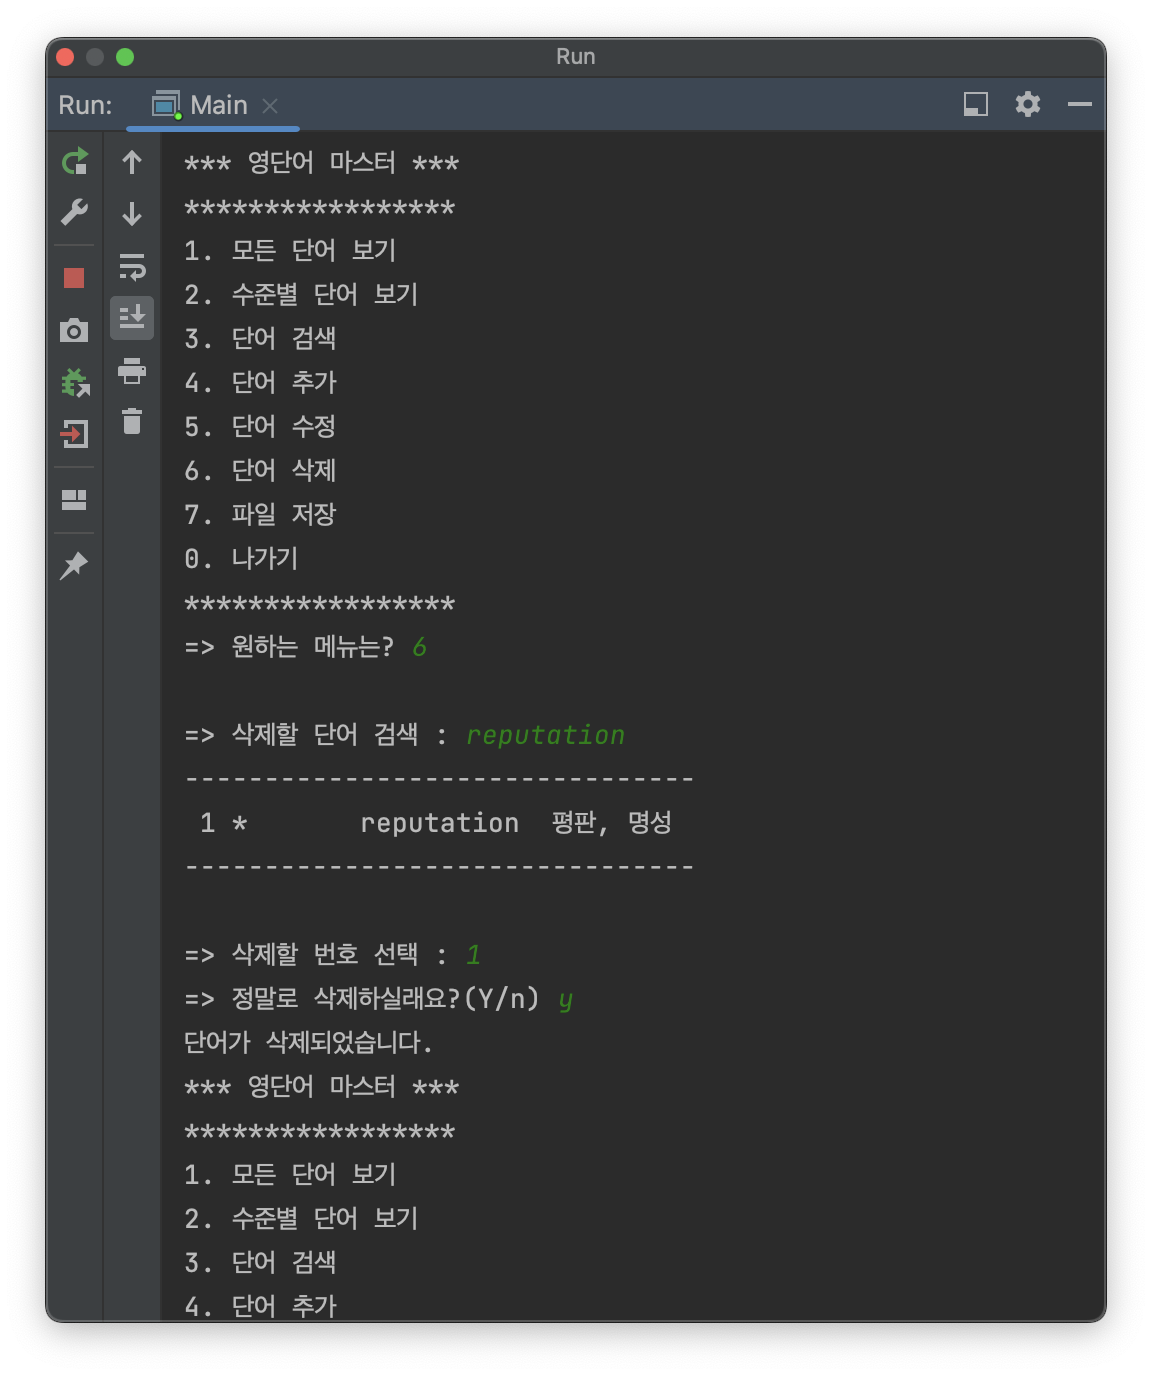 Run
Run: Main
*** 영단어 마스터 ***
*****************
1. 모든 단어 보기
2. 수준별 단어 보기
3. 단어 검색
4. 단어 추가
5. 단어 수정
6. 단어 삭제
7. 파일 저장
0. 나가기
*****************
=> 원하는 메뉴는? 6
=> 삭제할 단어 검색 : reputation
--------------------------------
1 * reputation 평판, 명성
--------------------------------
=> 삭제할 번호 선택 : 1
=> 정말로 삭제하실래요?(Y/n) y
단어가 삭제되었습니다.
*** 영단어 마스터 ***
*****************
1. 모든 단어 보기
2. 수준별 단어 보기
3. 단어 검색
4. 단어 추가